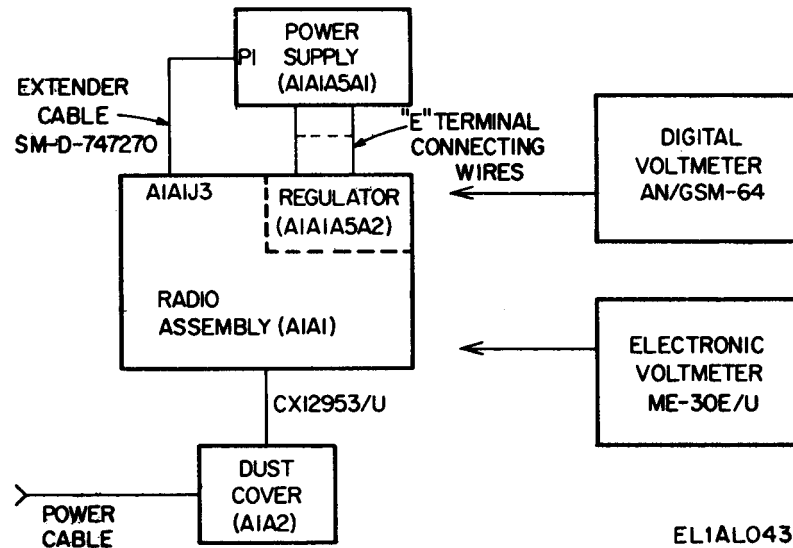 POWER
SUPPLY
(A1A1A5A1)
P1
EXTENDER
CABLE
SM-D-747270
"E" TERMINAL
CONNECTING
WIRES
DIGITAL
VOLTMETER
AN/GSM-64
A1A1J3
REGULATOR
(A1A1A5A2)
RADIO
ASSEMBLY (A1A1)
ELECTRONIC
VOLTMETER
ME-30E/U
CX12953/U
DUST
COVER
(A1A2)
POWER
CABLE
EL1AL043